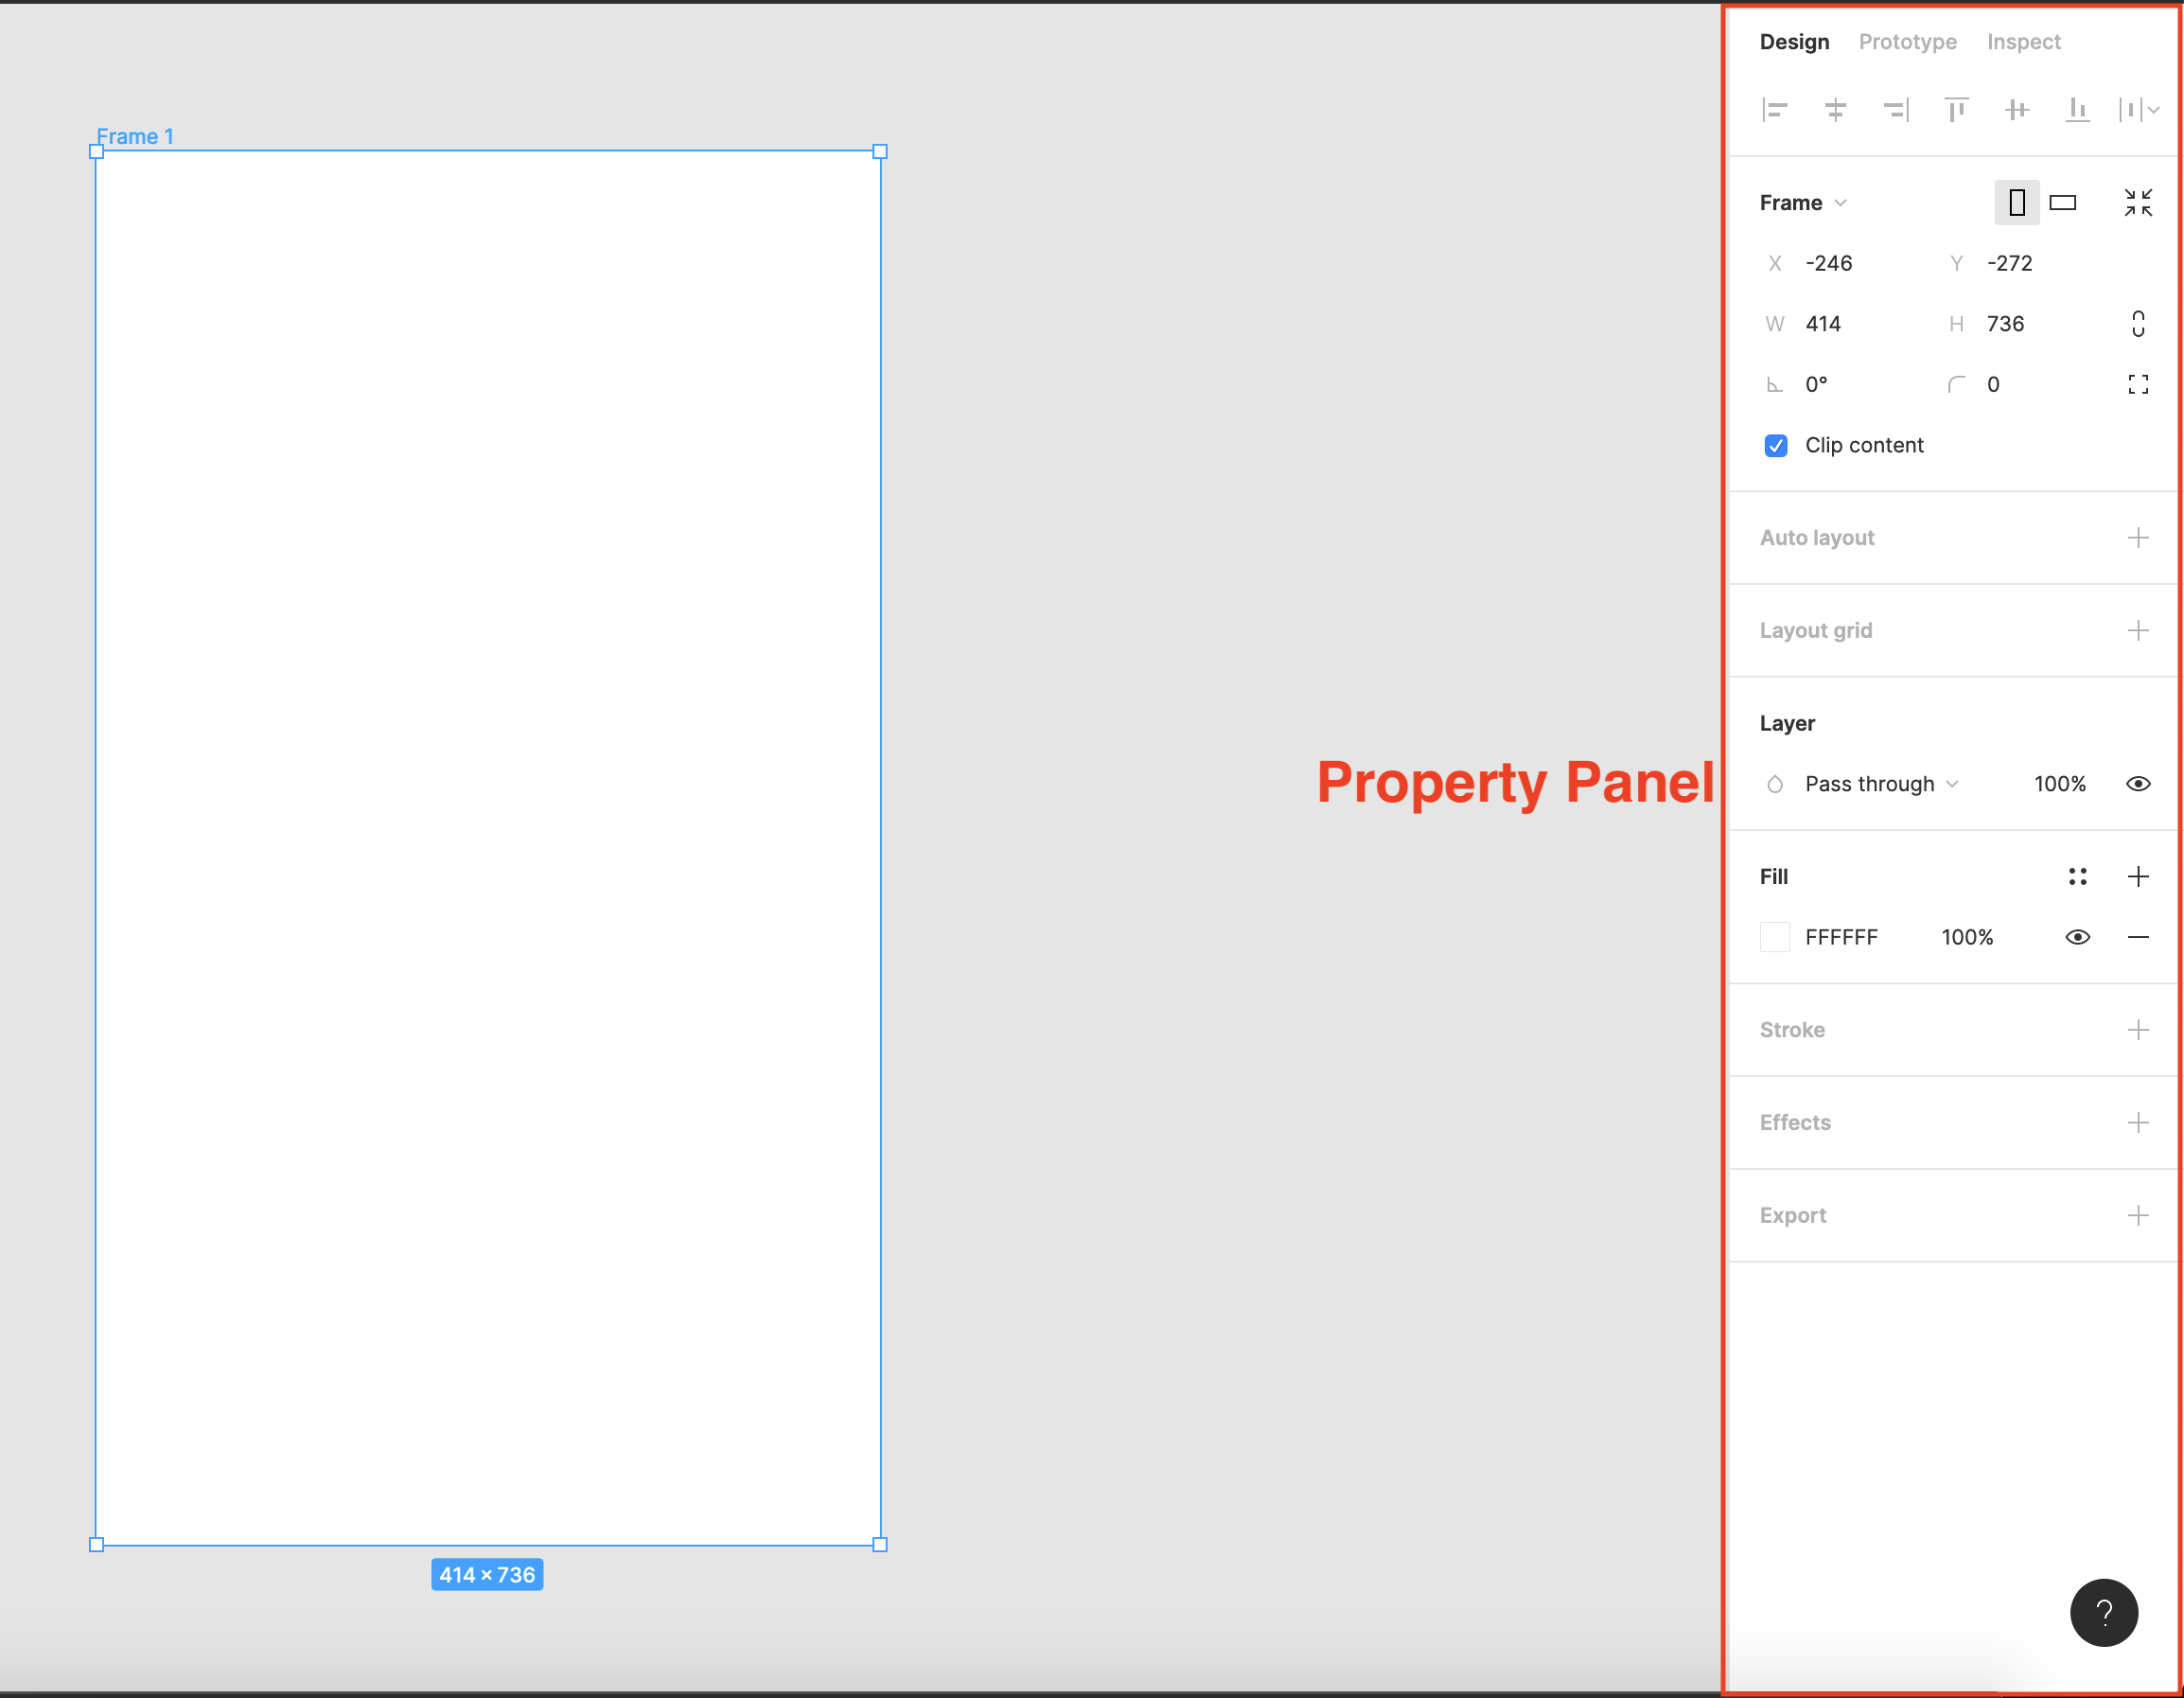 Design Prototype Inspect
Frame 1
Frame
X -246 Y -272
W 414 H 736
0° 0
Clip content
Auto layout
Layout grid
Layer
Property Panel
Pass through 100%
Fill
FFFFFF 100%
Stroke
Effects
Export
414 × 736
?